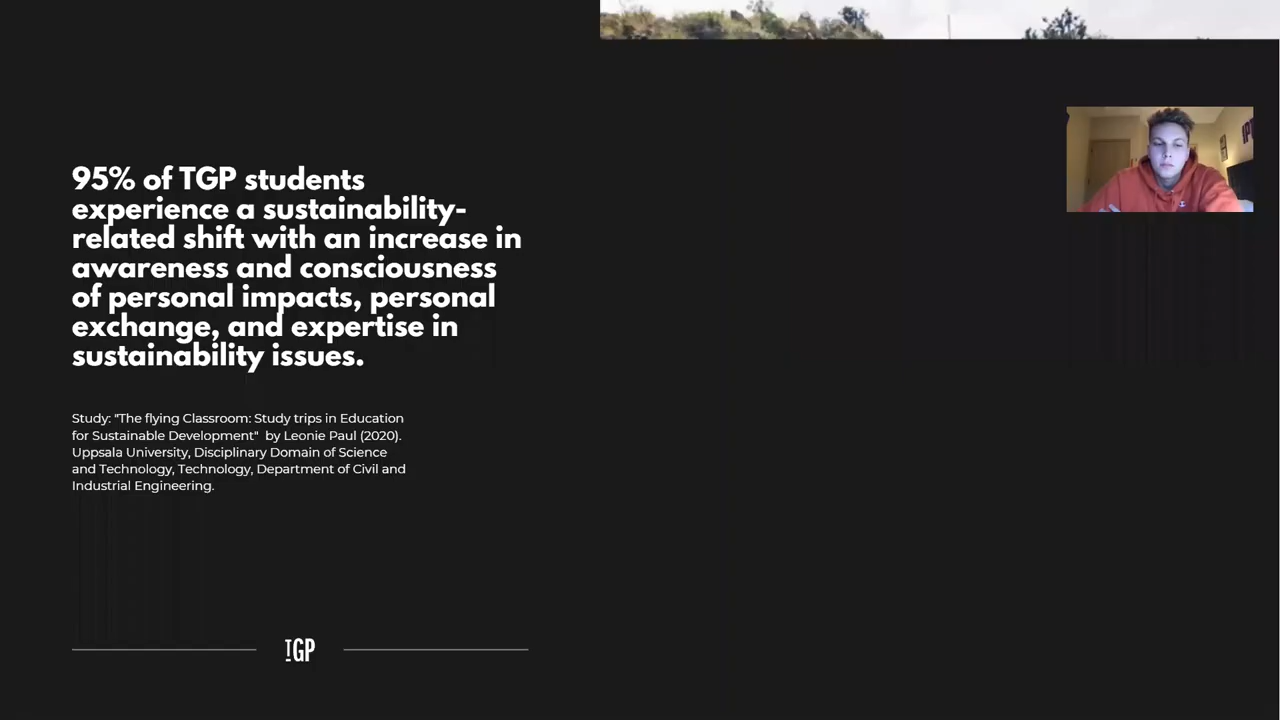 95% of TGP students
experience a sustainability-
related shift with an increase in
awareness and consciousness
of personal impacts, personal
exchange, and expertise in
sustainability issues.
Study: "The flying Classroom: Study trips in Education
for Sustainable Development"  by Leonie Paul (2020).
Uppsala University, Disciplinary Domain of Science
and Technology, Technology, Department of Civil and
Industrial Engineering.
TGP